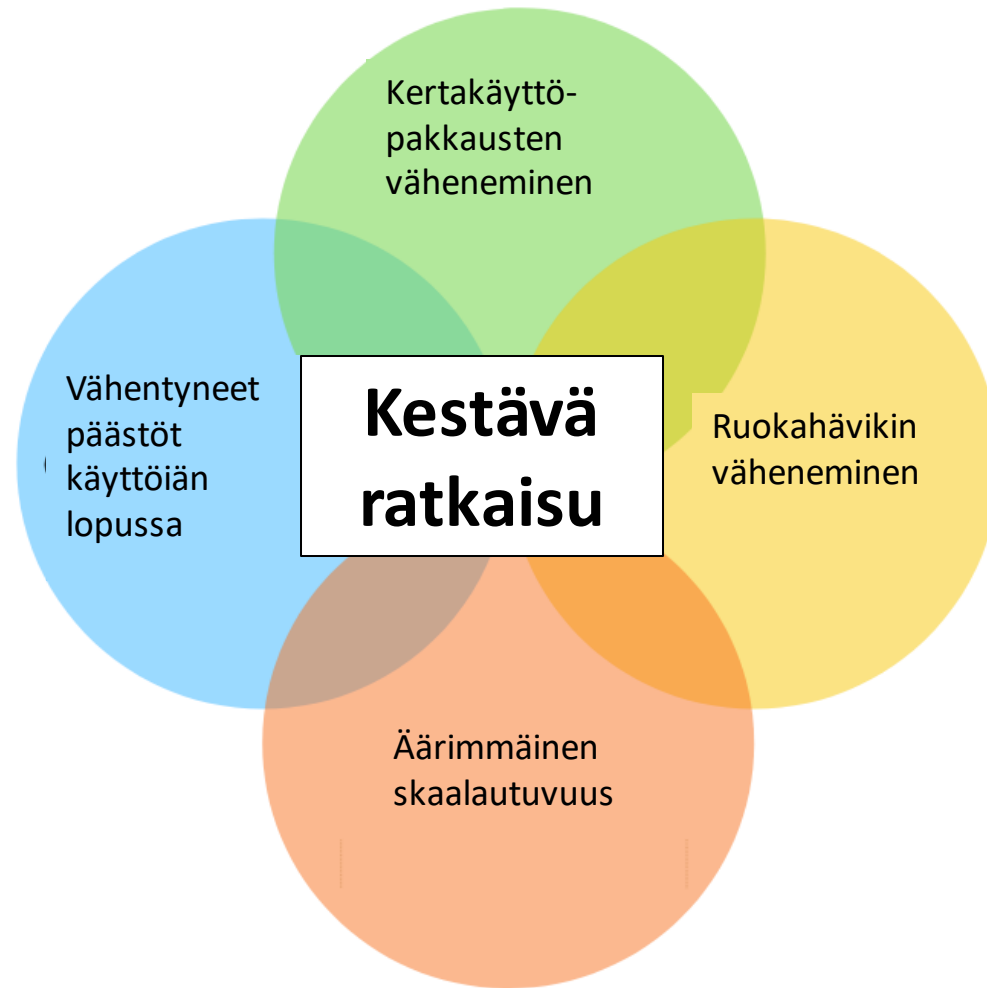 Kertakäyttö-
pakkausten
väheneminen
Vähentyneet
päästöt
käyttöiän
lopussa
Kestävä
ratkaisu
Ruokahävikin
väheneminen
Äärimmäinen
skaalautuvuus